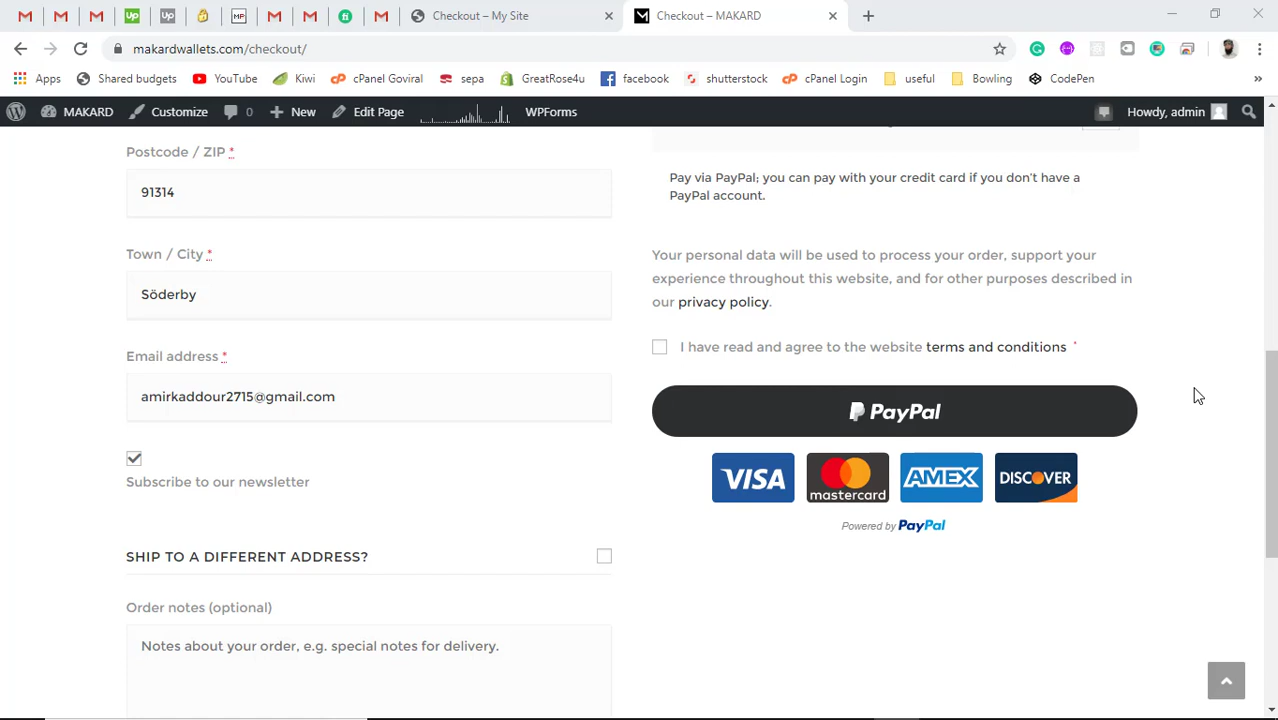 Checkout – My Site
Checkout – MAKARD
makardwallets.com/checkout/
Apps
Shared budgets
YouTube
Kiwi
cPanel Goviral
sepa
GreatRose4u
facebook
shutterstock
cPanel Login
useful
Bowling
CodePen
MAKARD
Customize
0
New
Edit Page
WPForms
Howdy, admin
Postcode / ZIP *
91314
Town / City *
Söderby
Email address *
amirkaddour2715@gmail.com
Subscribe to our newsletter
SHIP TO A DIFFERENT ADDRESS?
Order notes (optional)
Notes about your order, e.g. special notes for delivery.
Pay via PayPal; you can pay with your credit card if you don't have a
PayPal account.
Your personal data will be used to process your order, support your
experience throughout this website, and for other purposes described in
our privacy policy.
I have read and agree to the website terms and conditions *
PayPal
VISA
mastercard
AMEX
DISCOVER
Powered by PayPal